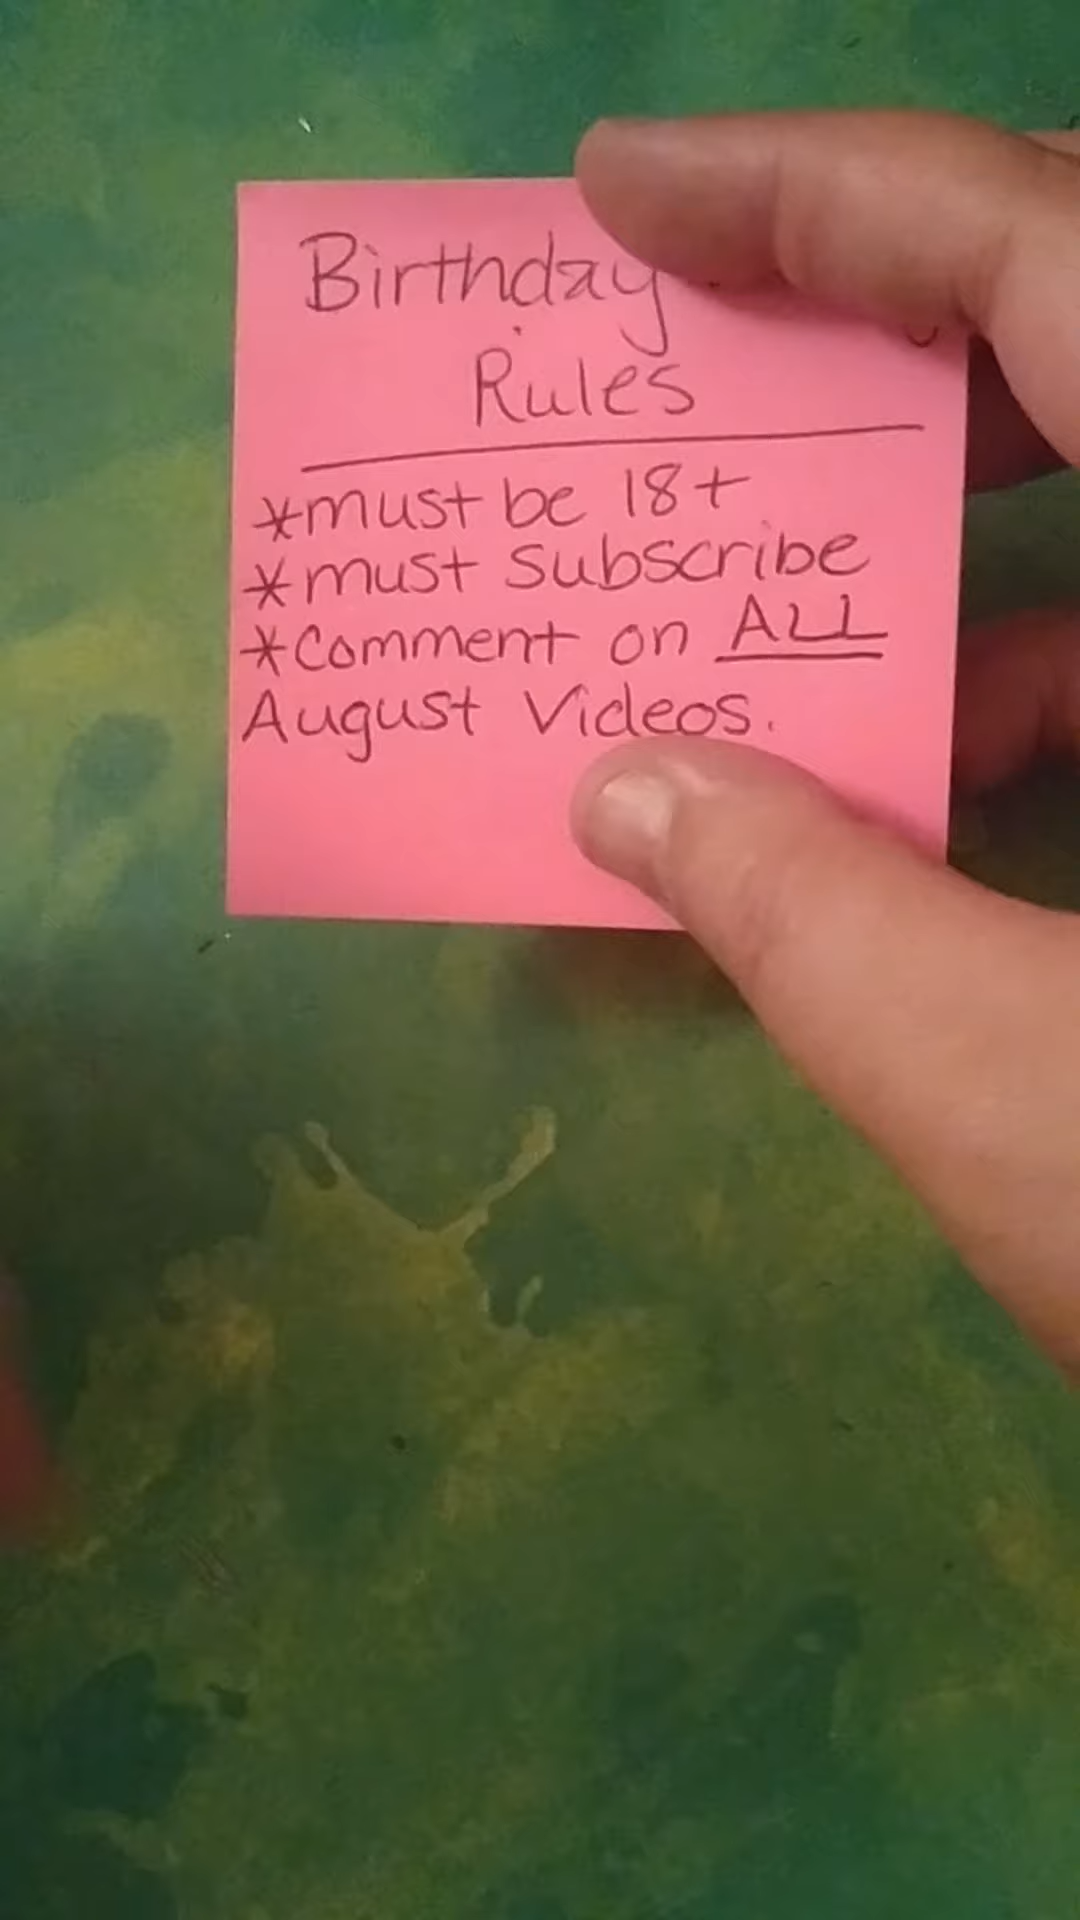 Birthday
Rules
*must be 18+
*must subscribe
*Comment on ALL
August Videos.